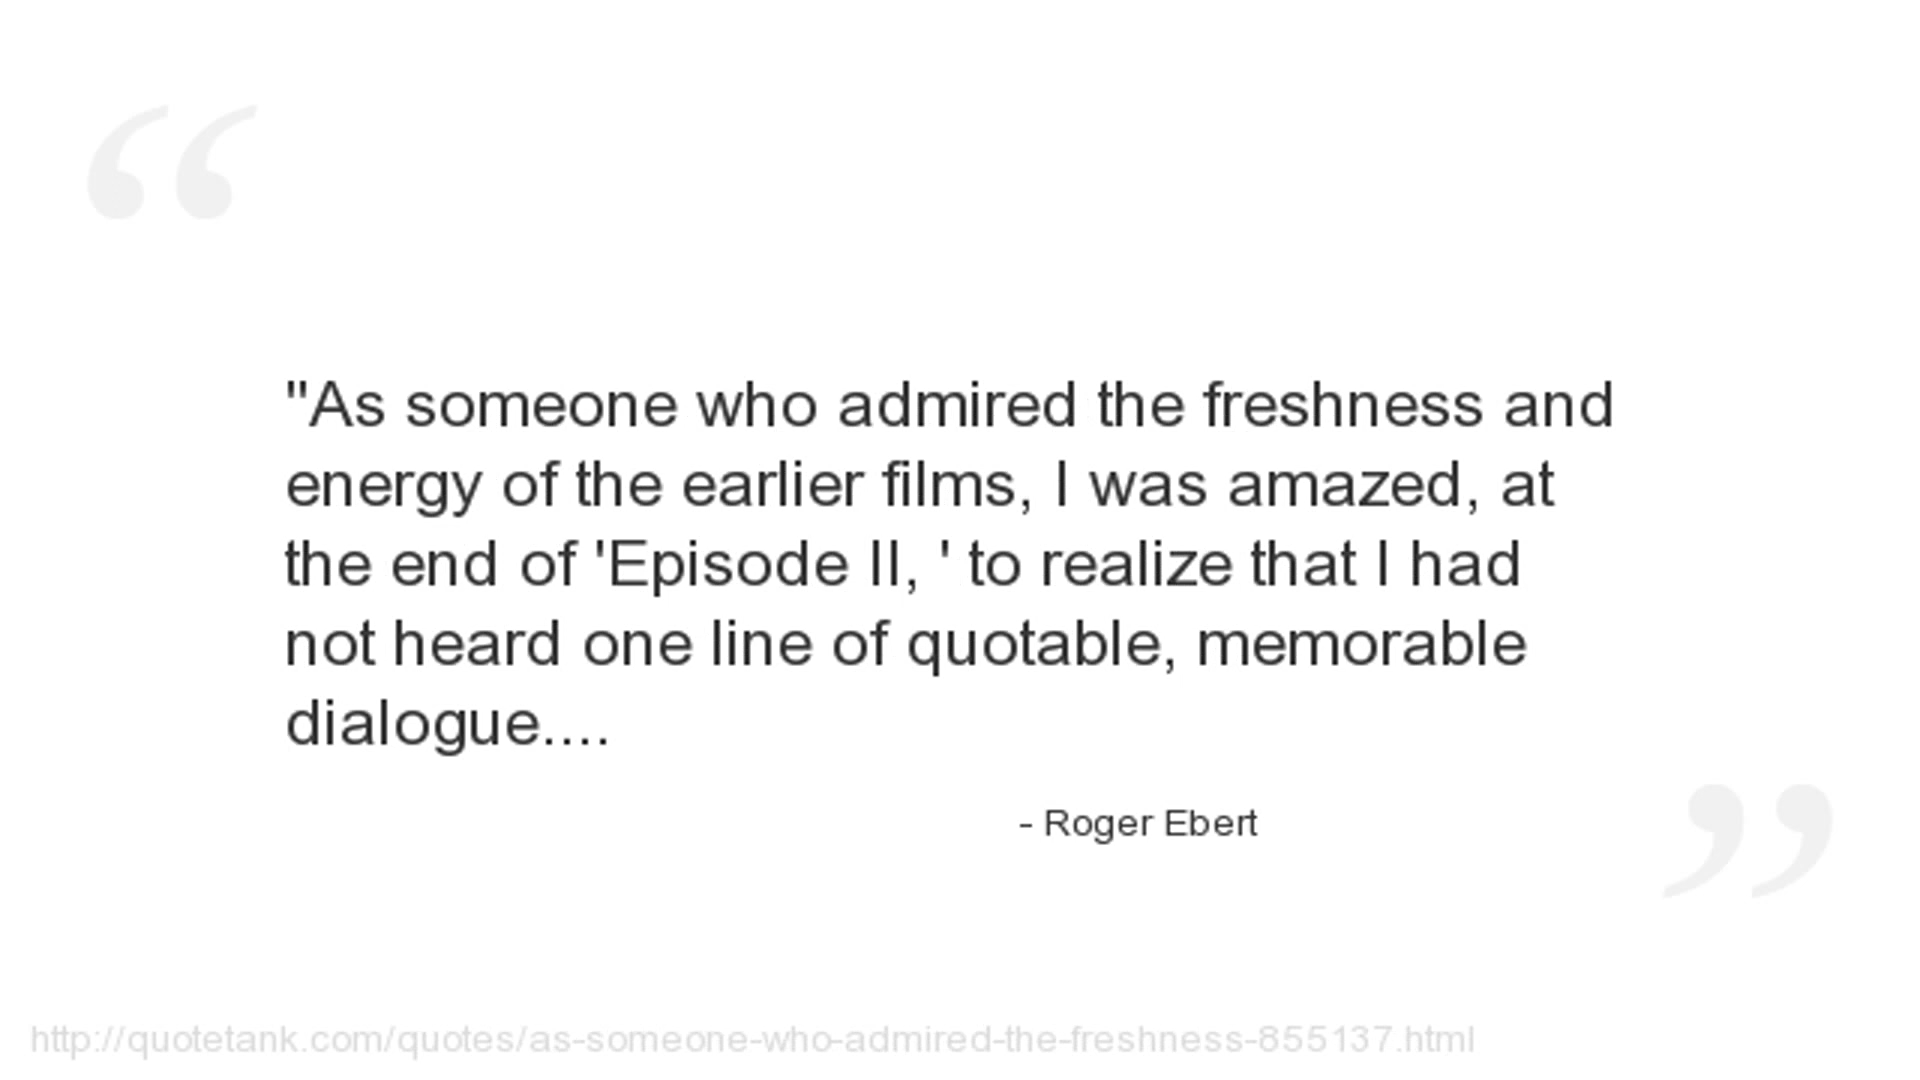 “
"As someone who admired the freshness and
energy of the earlier films, I was amazed, at
the end of 'Episode II, ' to realize that I had
not heard one line of quotable, memorable
dialogue....
- Roger Ebert
”
http://quotetank.com/quotes/as-someone-who-admired-the-freshness-855137.html